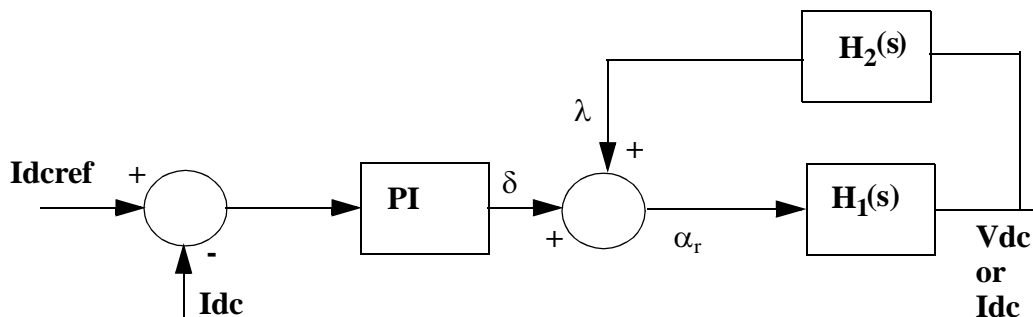 H2(s)
λ
+
Idcref
+
PI
δ
H1(s)
+
αr
-
Idc
Vdc
or
Idc